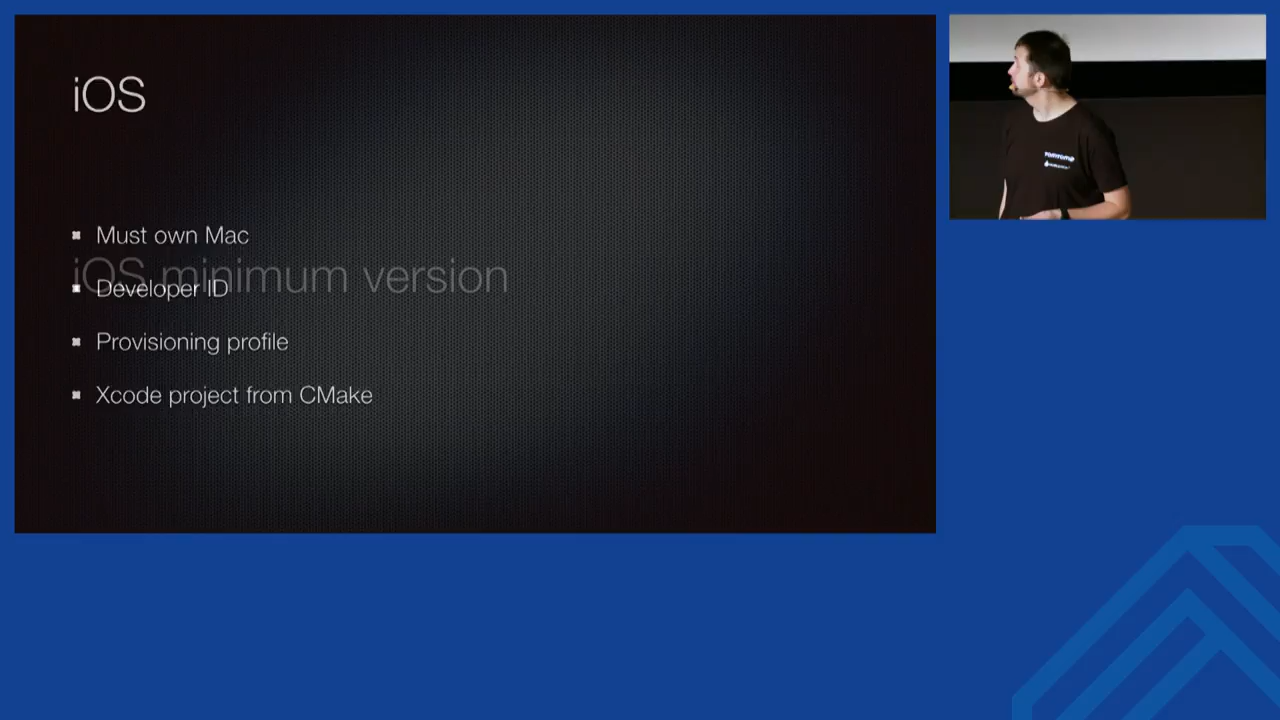 iOS
Must own Mac
iOS minimum version
Developer ID
Provisioning profile
Xcode project from CMake